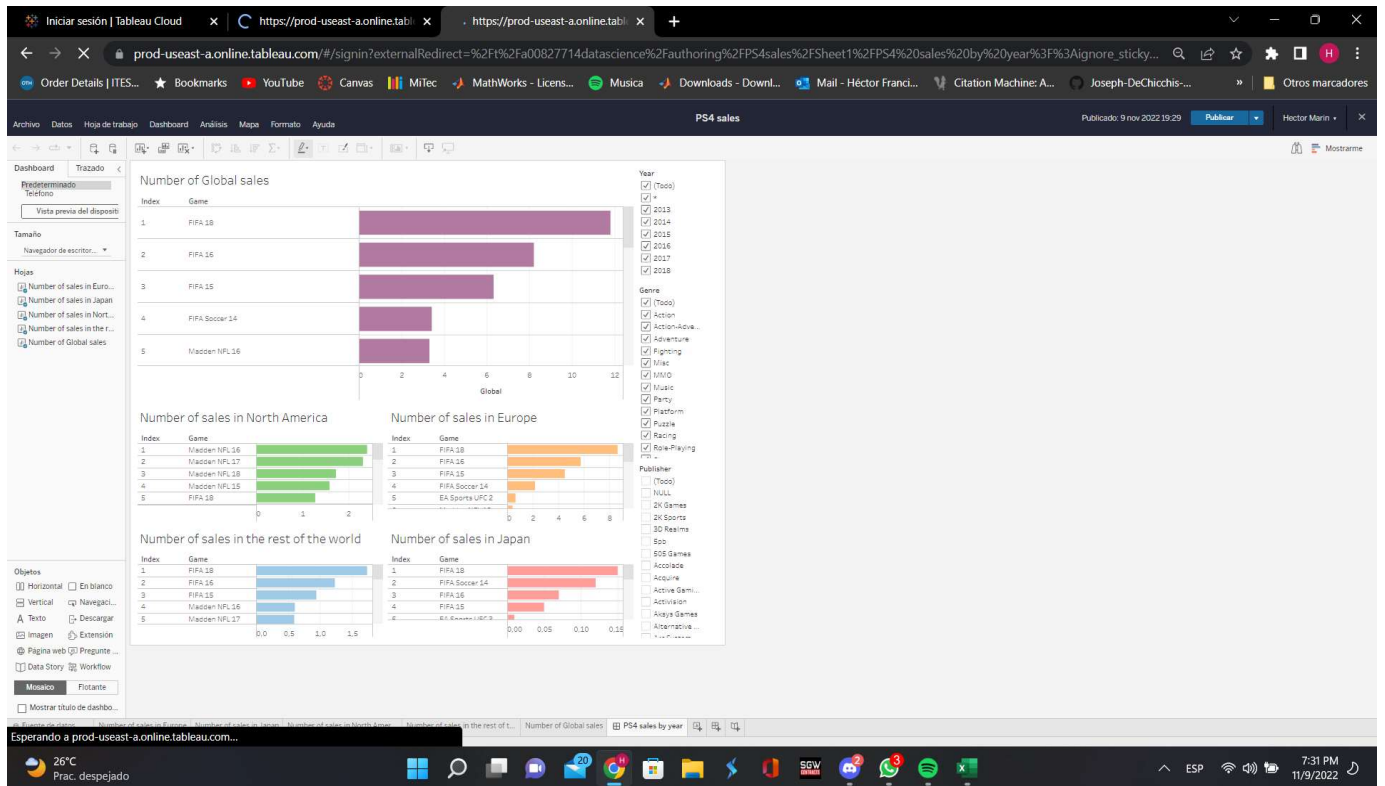 Iniciar sesión | Tableau Cloud
https://prod-useast-a.online.tabl
https://prod-useast-a.online.tabl
prod-useast-a.online.tableau.com/#/signin?externalRedirect=%2Ft%2Fa00827714datascience%2Fauthoring%2FPS4sales%2FSheet1%2FPS4%20sales%20by%20year%3F%3Aignore_sticky...
H
Order Details | ITES...
Bookmarks
YouTube
Canvas
MiTec
MathWorks - Licens...
Musica
Downloads - Downl...
Mail - Héctor Franci...
Citation Machine: A...
Joseph-DeChicchis-...
»
Otros marcadores
Archivo Datos Hoja de trabajo Dashboard Análisis Mapa Formato Ayuda
PS4 sales
Publicado: 9 nov 2022 19:29
Publicar
Hector Marin
Mostrarme
Dashboard Trazado
Predeterminado
Teléfono
Vista previa del dispositi
Tamaño
Navegador de escritor...
Hojas
Number of sales in Euro...
Number of sales in Japan
Number of sales in Nort...
Number of sales in the r...
Number of Global sales
Objetos
Horizontal En blanco
Vertical Navegaci...
A Texto Descargar
Imagen Extensión
Página web Pregunte ...
Data Story Workflow
Mosaico Flotante
Mostrar título de dashbo...
Number of Global sales
Index Game
1 FIFA 18
2 FIFA 16
3 FIFA 15
4 FIFA Soccer 14
5 Madden NFL 16
0 2 4 6 8 10 12
Global
Number of sales in North America
Index Game
1 Madden NFL 16
2 Madden NFL 17
3 Madden NFL 18
4 Madden NFL 15
5 FIFA 18
0 1 2
Number of sales in Europe
Index Game
1 FIFA 18
2 FIFA 16
3 FIFA 15
4 FIFA Soccer 14
5 EA Sports UFC 2
0 2 4 6 8
Number of sales in the rest of the world
Index Game
1 FIFA 18
2 FIFA 16
3 FIFA 15
4 Madden NFL 16
5 Madden NFL 17
0,0 0,5 1,0 1,5
Number of sales in Japan
Index Game
1 FIFA 18
2 FIFA Soccer 14
3 FIFA 16
4 FIFA 15
0,00 0,05 0,10 0,15
Year
(Todo)
*
2013
2014
2015
2016
2017
2018
Genre
(Todo)
Action
Action-Adve...
Adventure
Fighting
Misc
MMO
Music
Party
Platform
Puzzle
Racing
Role-Playing
Publisher
(Todo)
NULL
2K Games
2K Sports
3D Realms
5pb
505 Games
Accolade
Acquire
Active Gami...
Activision
Aksys Games
Alternative ...
Fuente de datos
Number of sales in Europe
Number of sales in Japan
Number of sales in North Amer...
Number of sales in the rest of t...
Number of Global sales
PS4 sales by year
Esperando a prod-useast-a.online.tableau.com...
26°C
Prac. despejado
20
H
SGW
2
3
ESP
7:31 PM
11/9/2022